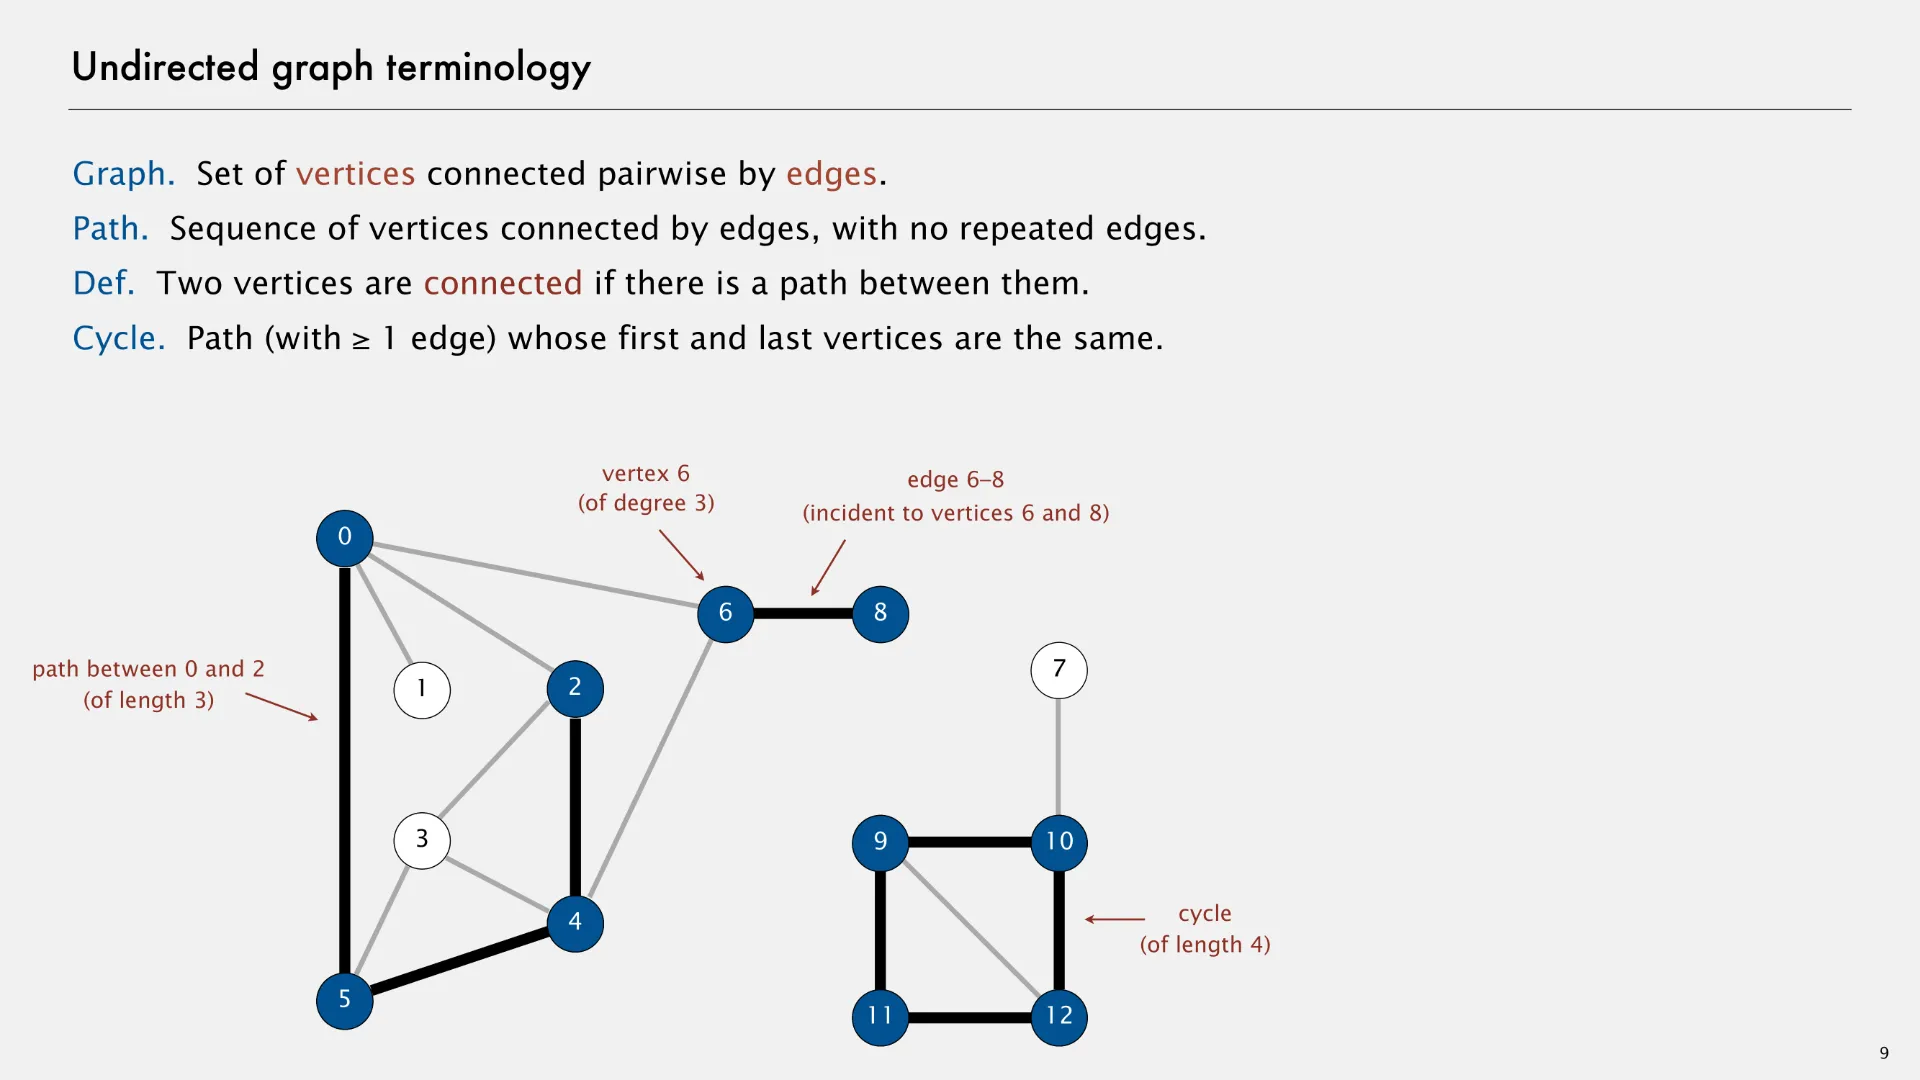 Undirected graph terminology
Graph. Set of vertices connected pairwise by edges.
Path. Sequence of vertices connected by edges, with no repeated edges.
Def. Two vertices are connected if there is a path between them.
Cycle. Path (with ≥ 1 edge) whose first and last vertices are the same.
vertex 6
(of degree 3)
edge 6–8
(incident to vertices 6 and 8)
0
6
8
path between 0 and 2
(of length 3)
1
2
7
3
4
5
9
10
cycle
(of length 4)
11
12
9